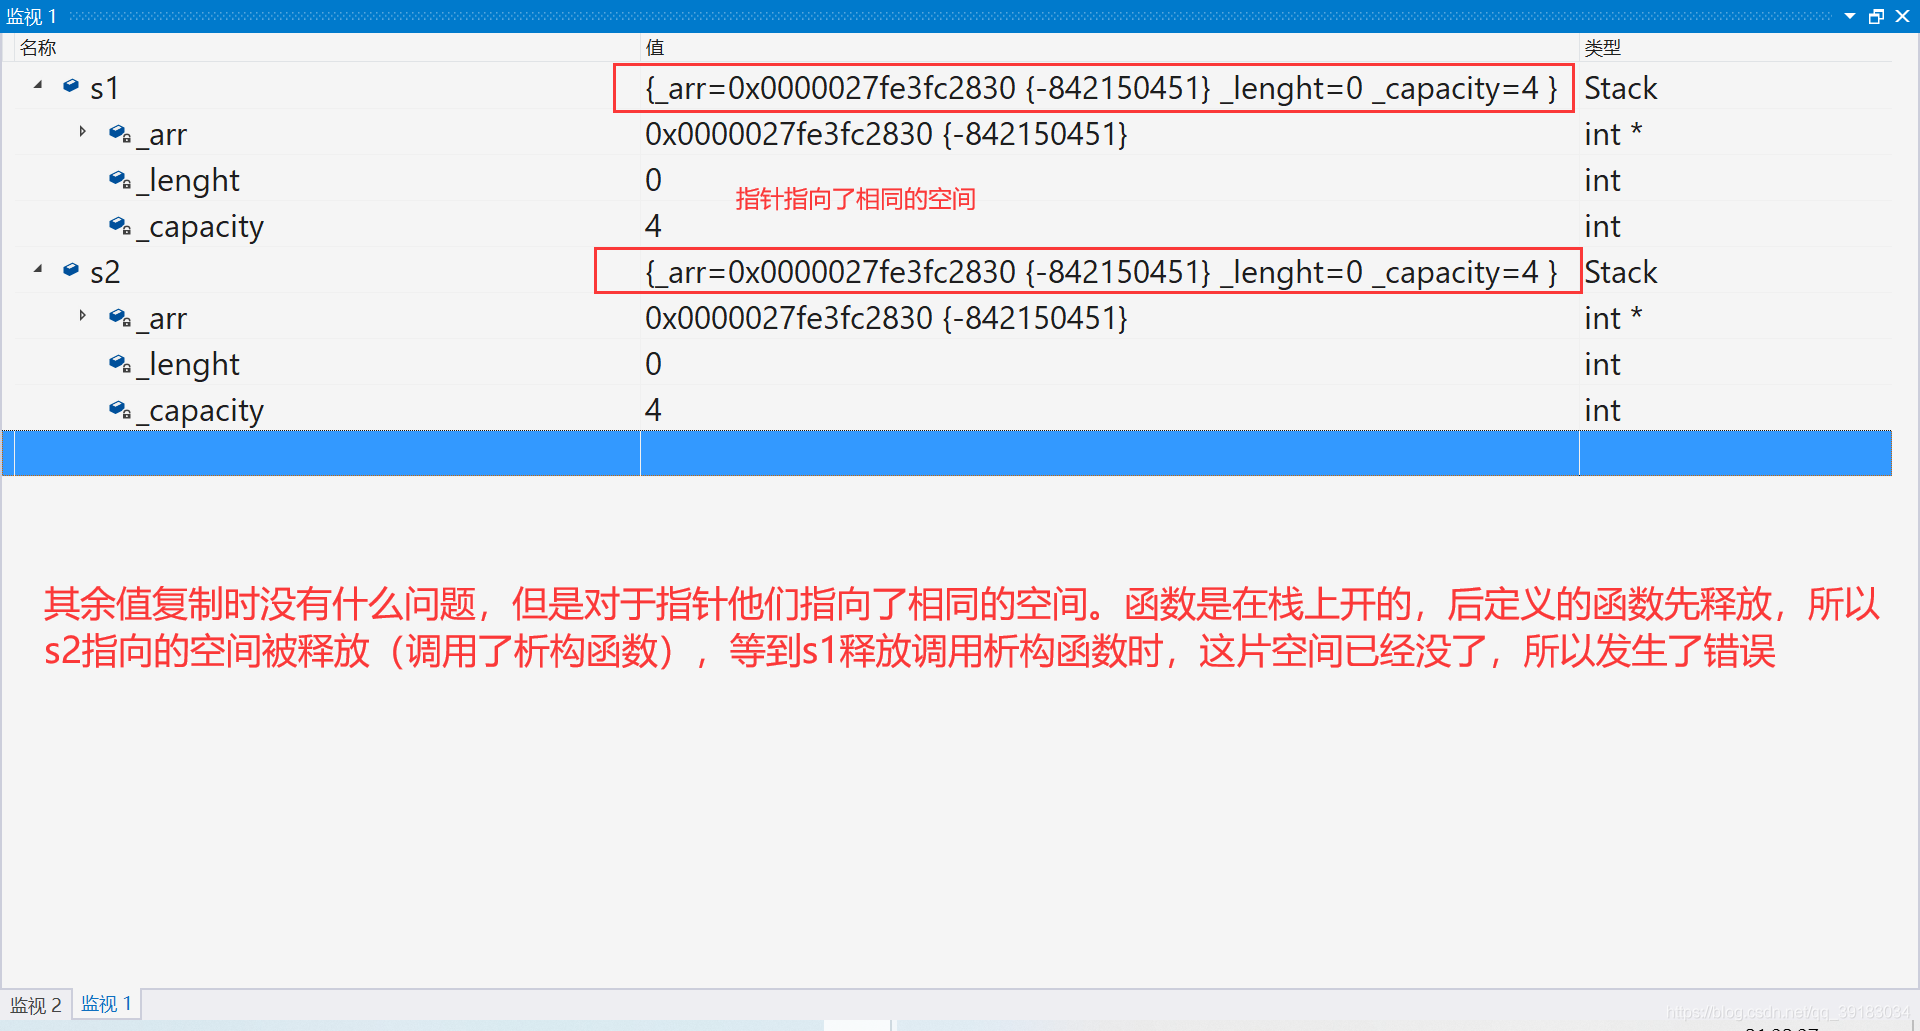 监视 1
名称 值 类型
s1 {_arr=0x0000027fe3fc2830 {-842150451} _lenght=0 _capacity=4 } Stack
_arr 0x0000027fe3fc2830 {-842150451} int *
_lenght 0 int
指针指向了相同的空间
_capacity 4 int
s2 {_arr=0x0000027fe3fc2830 {-842150451} _lenght=0 _capacity=4 } Stack
_arr 0x0000027fe3fc2830 {-842150451} int *
_lenght 0 int
_capacity 4 int
其余值复制时没有什么问题，但是对于指针他们指向了相同的空间。函数是在栈上开的，后定义的函数先释放，所以
s2指向的空间被释放（调用了析构函数），等到s1释放调用析构函数时，这片空间已经没了，所以发生了错误
监视 2 监视 1
https://blog.csdn.net/qq_39183034